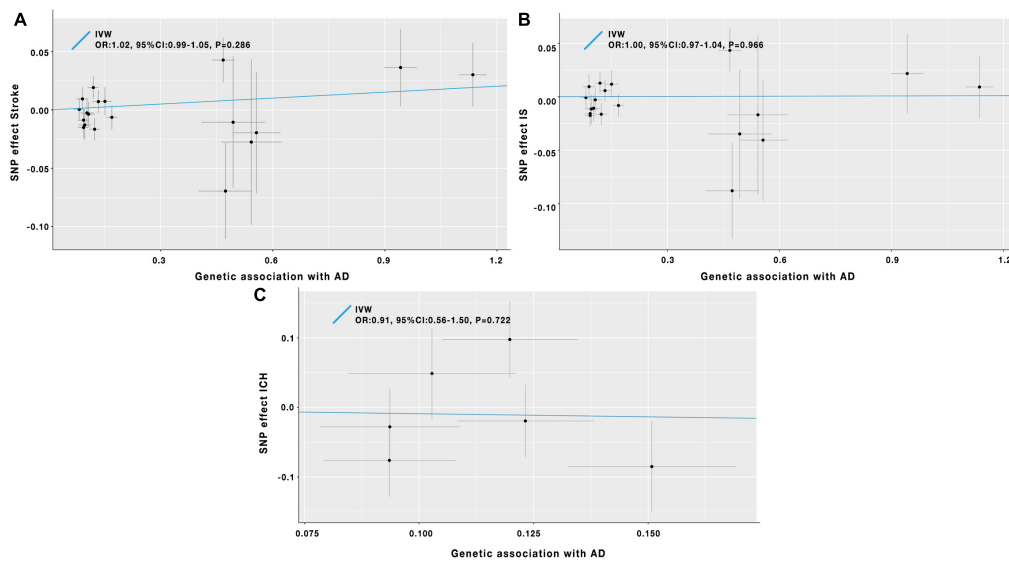 A
IVW
OR:1.02, 95%CI:0.99-1.05, P=0.286
SNP effect Stroke
0.05
0.00
-0.05
-0.10
0.3
0.6
0.9
1.2
Genetic association with AD
B
IVW
OR:1.00, 95%CI:0.97-1.04, P=0.966
SNP effect IS
0.05
0.00
-0.05
-0.10
0.3
0.6
0.9
1.2
Genetic association with AD
C
IVW
OR:0.91, 95%CI:0.56-1.50, P=0.722
SNP effect ICH
0.1
0.0
-0.1
0.075
0.100
0.125
0.150
Genetic association with AD